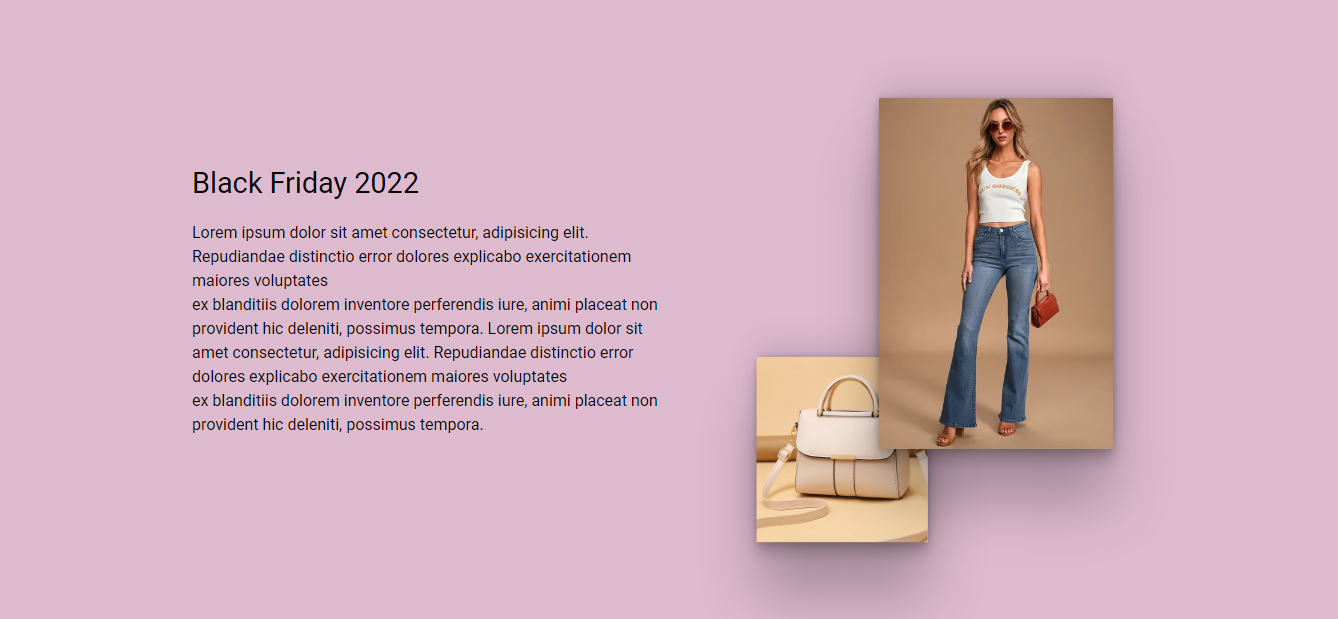 Black Friday 2022
Lorem ipsum dolor sit amet consectetur, adipisicing elit.
Repudiandae distinctio error dolores explicabo exercitationem
maiores voluptates
ex blanditiis dolorem inventore perferendis iure, animi placeat non
provident hic deleniti, possimus tempora. Lorem ipsum dolor sit
amet consectetur, adipisicing elit. Repudiandae distinctio error
dolores explicabo exercitationem maiores voluptates
ex blanditiis dolorem inventore perferendis iure, animi placeat non
provident hic deleniti, possimus tempora.
GODDESS